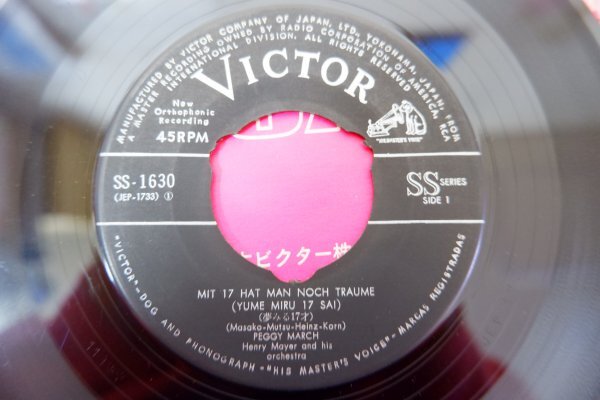 MANUFACTURED BY VICTOR COMPANY OF JAPAN, LTD., YOKOHAMA, JAPAN, FROM
A MASTER RECORDING OWNED BY RADIO CORPORATION OF AMERICA, RCA
INTERNATIONAL DIVISION. ALL RIGHTS RESERVED.
VICTOR
New
Orthophonic
Recording
45RPM
"HIS MASTER'S VOICE"
SS-1630
(JEP-1733) ①
SS SERIES
SIDE 1
ビクター株
MIT 17 HAT MAN NOCH TRAUME
(YUME MIRU 17 SAI)
(夢みる17才)
(Masako-Mutsu-Heinz-Korn)
PEGGY MARCH
Henry Mayer and his
orchestra
"VICTOR"-DOG AND PHONOGRAPH-"HIS MASTER'S VOICE"-MARCAS REGISTRADAS